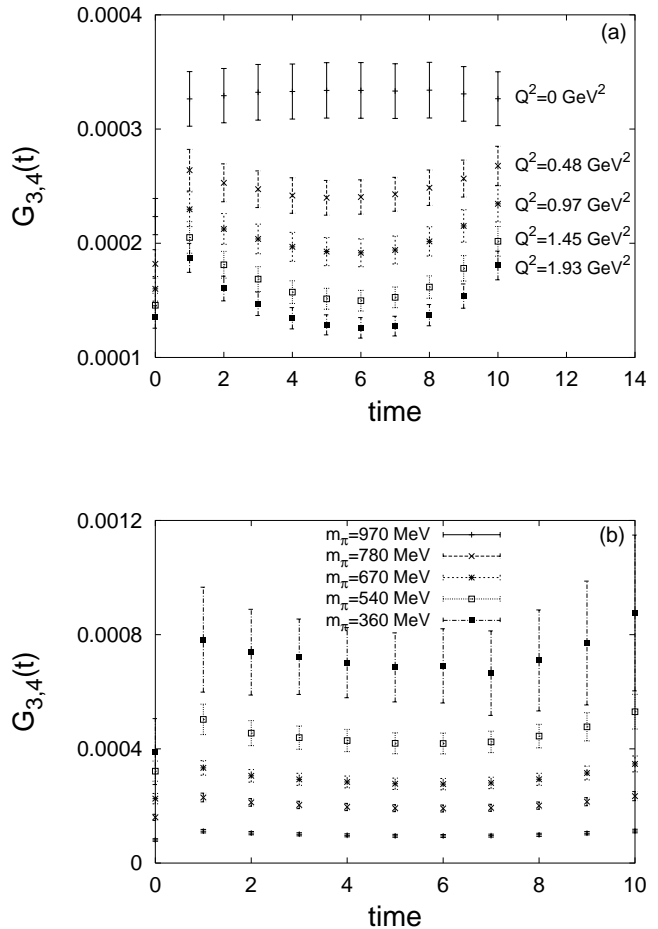 0.0004
(a)
Q²=0 GeV²
0.0003
Q²=0.48 GeV²
G₃,₄(t)
Q²=0.97 GeV²
0.0002
Q²=1.45 GeV²
Q²=1.93 GeV²
0.0001
0 2 4 6 8 10 12 14
time
0.0012
mπ=970 MeV
(b)
mπ=780 MeV
mπ=670 MeV
mπ=540 MeV
mπ=360 MeV
0.0008
G₃,₄(t)
0.0004
0
0 2 4 6 8 10
time